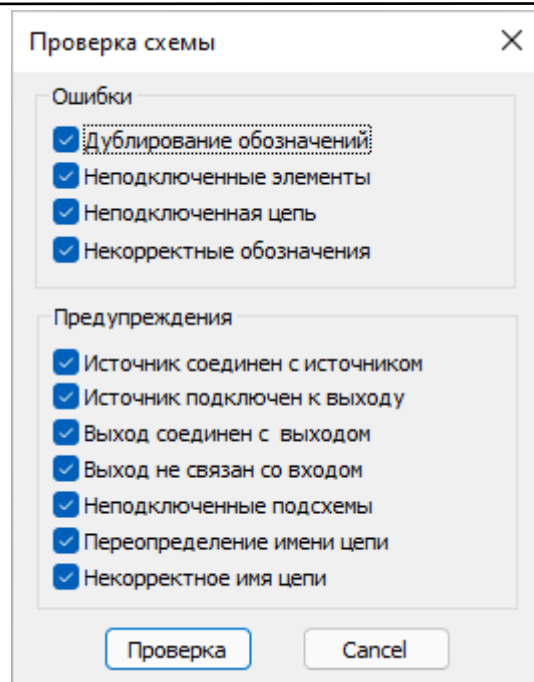 Проверка схемы
Ошибки
Дублирование обозначений
Неподключенные элементы
Неподключенная цепь
Некорректные обозначения
Предупреждения
Источник соединен с источником
Источник подключен к выходу
Выход соединен с выходом
Выход не связан со входом
Неподключенные подсхемы
Переопределение имени цепи
Некорректное имя цепи
Проверка Cancel